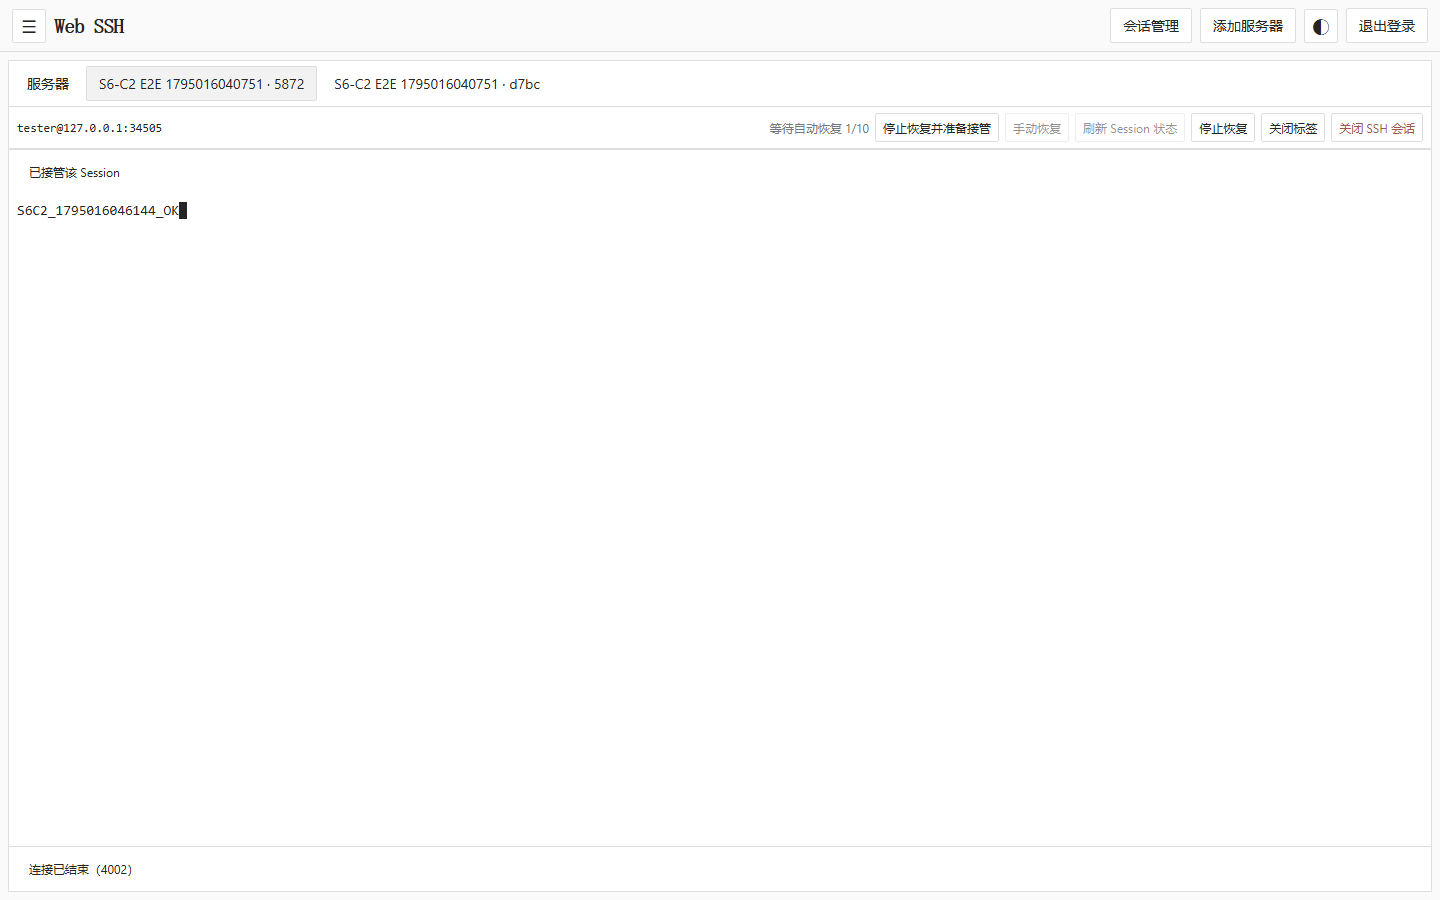 ☰ Web SSH 会话管理 添加服务器 退出登录
服务器 S6-C2 E2E 1795016040751 · 5872 S6-C2 E2E 1795016040751 · d7bc
tester@127.0.0.1:34505 等待自动恢复 1/10 停止恢复并准备接管 手动恢复 刷新 Session 状态 停止恢复 关闭标签 关闭 SSH 会话
已接管该 Session
S6C2_1795016046144_OK
连接已结束（4002）